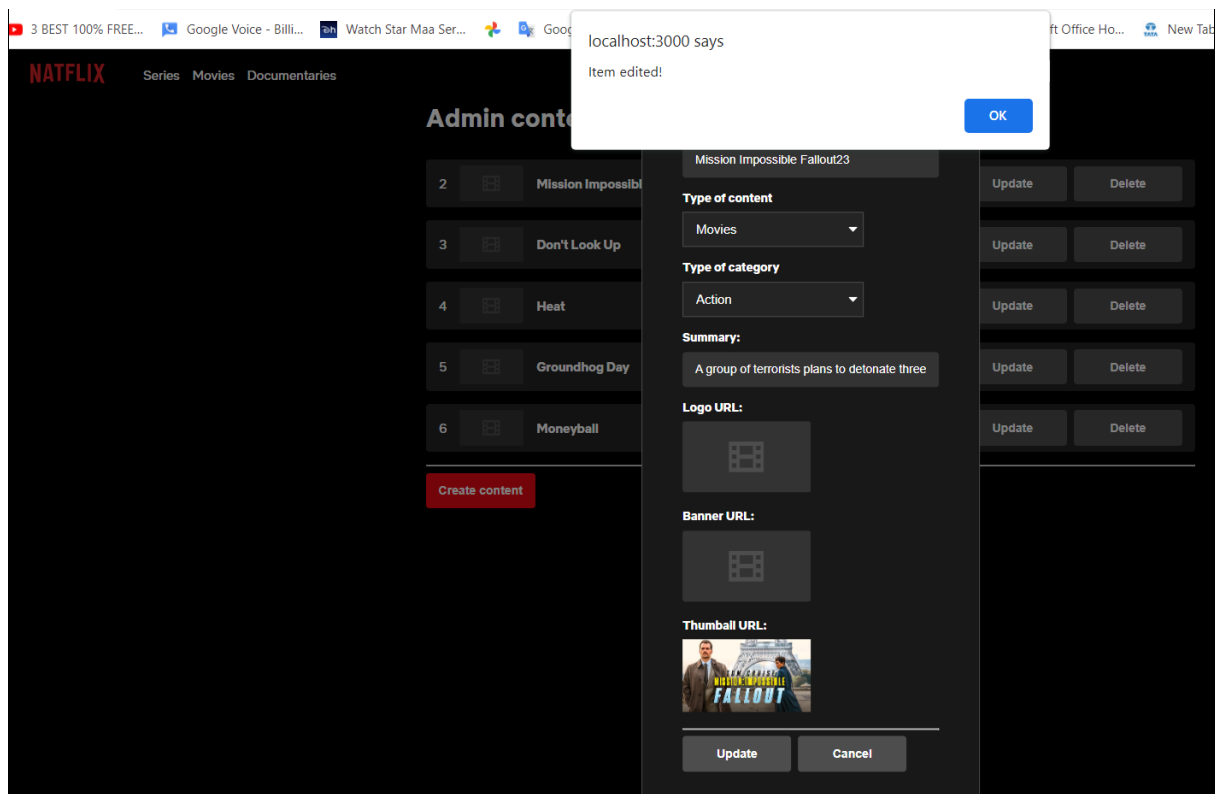 3 BEST 100% FREE... Google Voice - Billi... Watch Star Maa Ser... Goog ft Office Ho... New Tab
localhost:3000 says
Item edited!
OK
NATFLIX Series Movies Documentaries
Admin conte
Mission Impossible Fallout23
2 Mission Impossibl Update Delete
Type of content
Movies
3 Don't Look Up Update Delete
Type of category
Action
4 Heat Update Delete
Summary:
A group of terrorists plans to detonate three
5 Groundhog Day Update Delete
Logo URL:
6 Moneyball Update Delete
Create content
Banner URL:
Thumball URL:
MISSION:IMPOSSIBLE
FALLOUT
Update Cancel